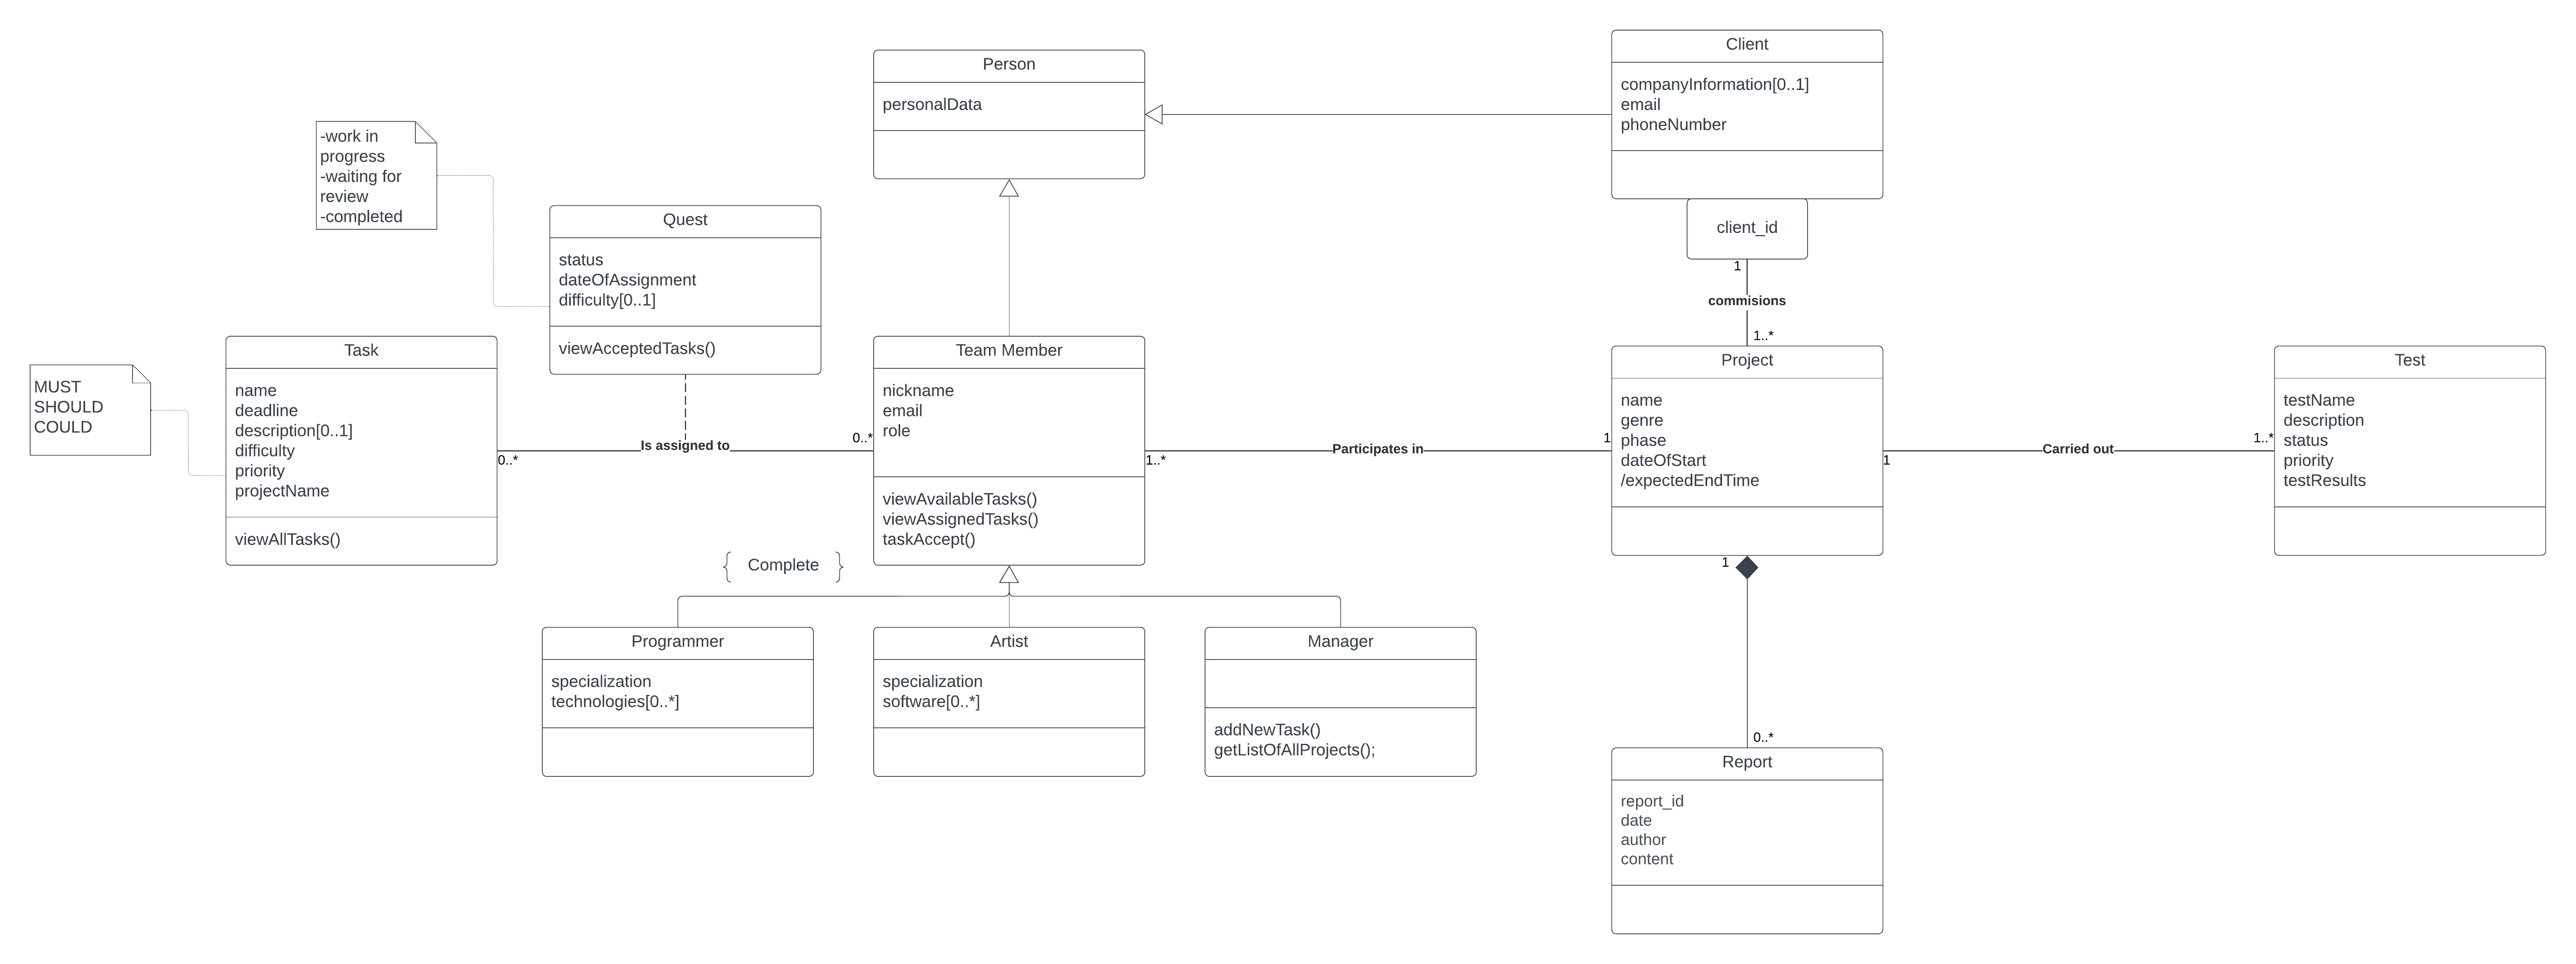 Client
companyInformation[0..1]
email
phoneNumber
client_id
1
commisions
1..*
Person
personalData
-work in
progress
-waiting for
review
-completed
Quest
status
dateOfAssignment
difficulty[0..1]
viewAcceptedTasks()
MUST
SHOULD
COULD
Task
name
deadline
description[0..1]
difficulty
priority
projectName
viewAllTasks()
0..*
Is assigned to
0..*
Team Member
nickname
email
role
viewAvailableTasks()
viewAssignedTasks()
taskAccept()
1..*
Participates in
1
Project
name
genre
phase
dateOfStart
/expectedEndTime
1
Carried out
1..*
Test
testName
description
status
priority
testResults
Complete
Programmer
specialization
technologies[0..*]
Artist
specialization
software[0..*]
Manager
addNewTask()
getListOfAllProjects();
1
0..*
Report
report_id
date
author
content